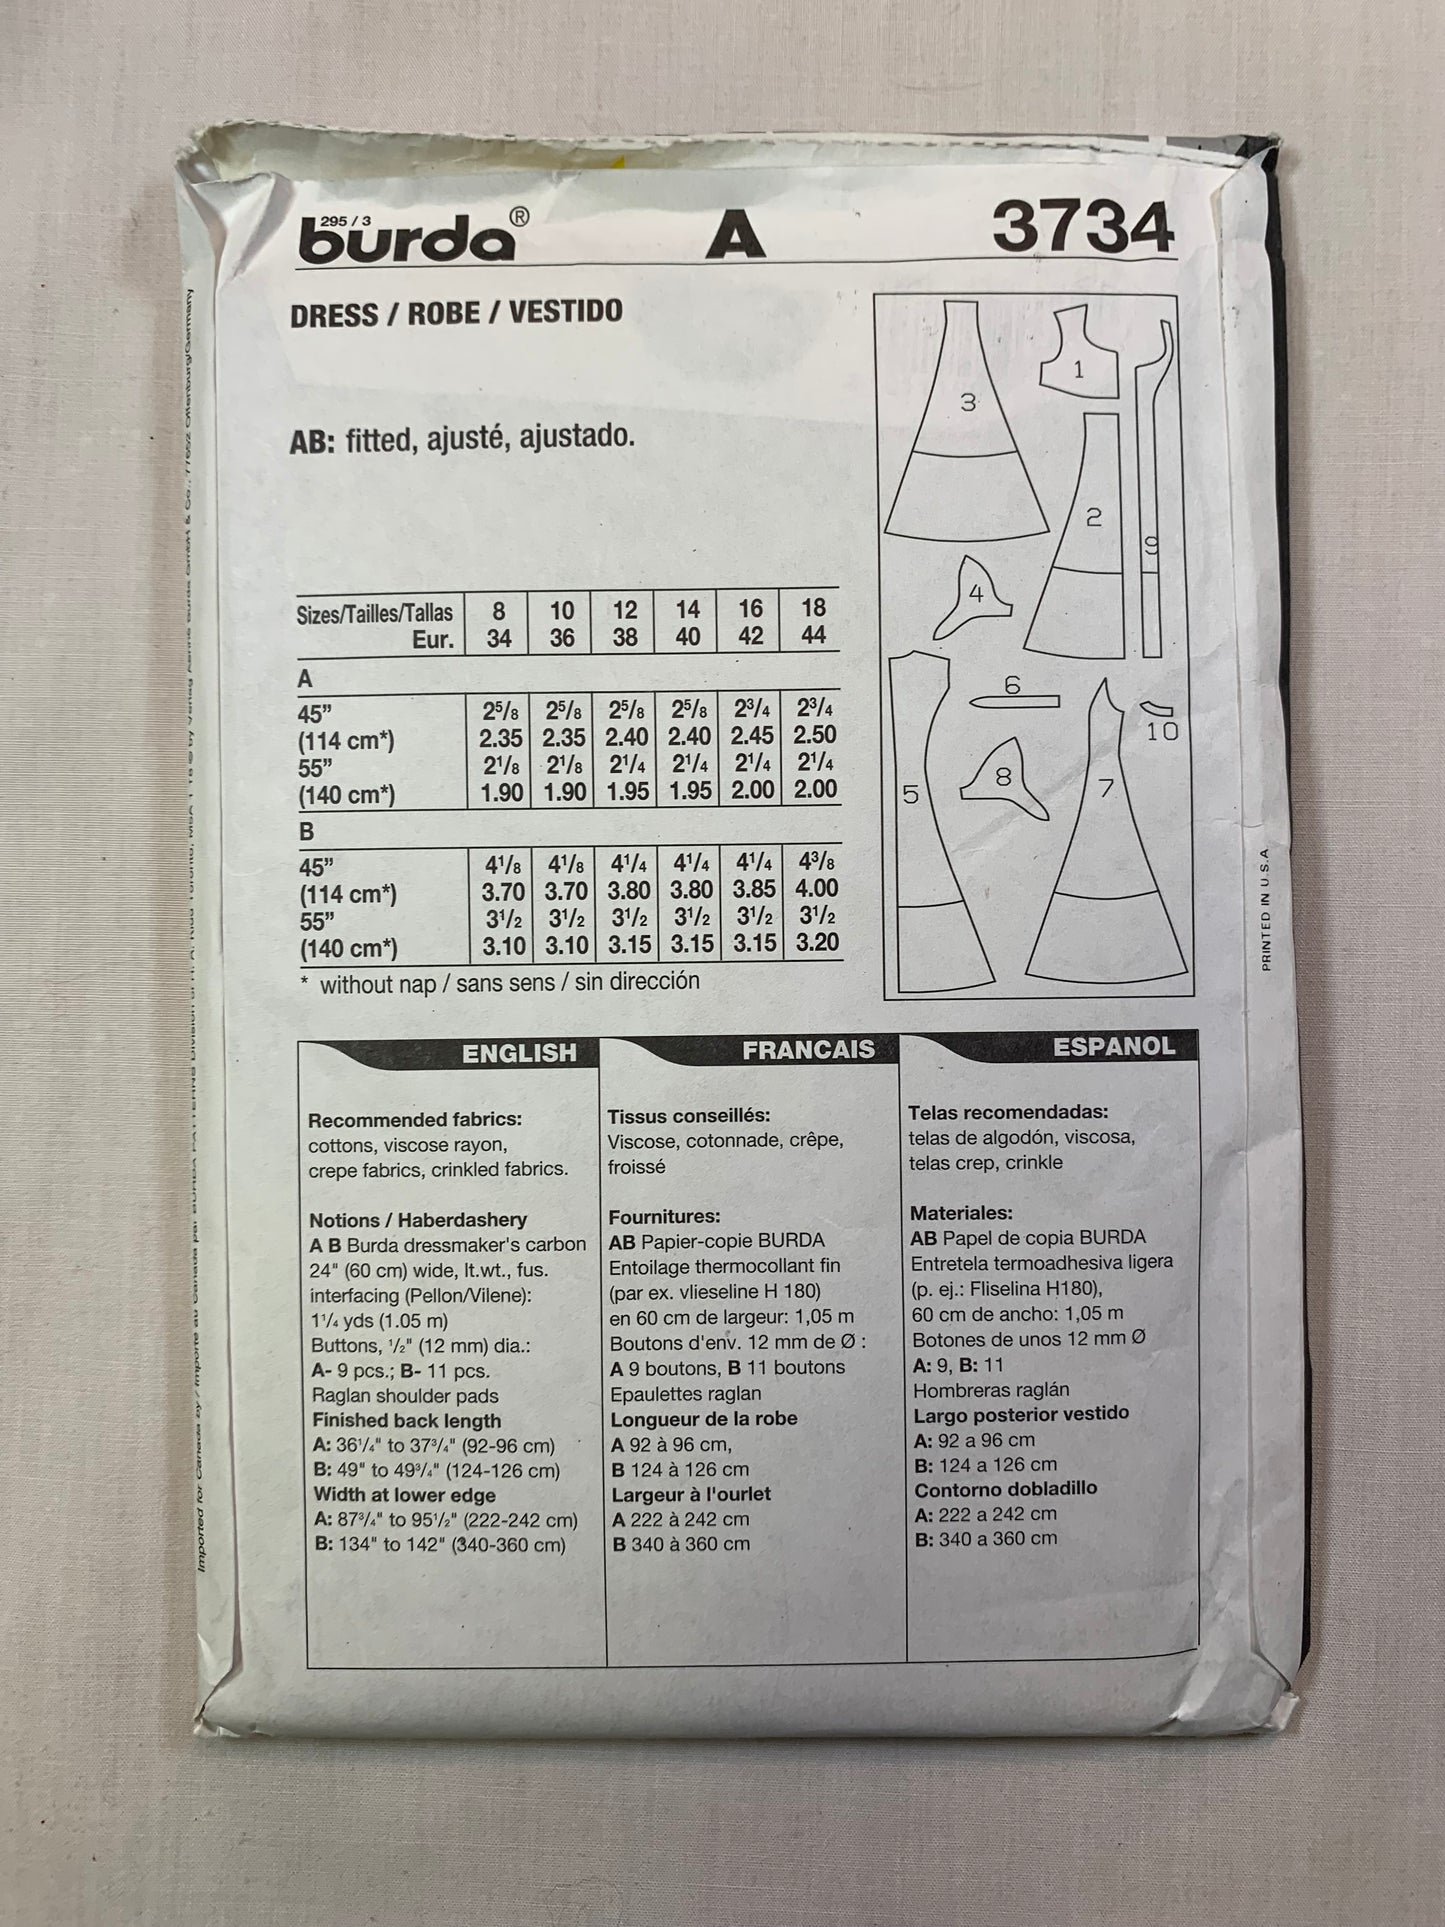 295 / 3
burda® A 3734
DRESS / ROBE / VESTIDO
AB: fitted, ajusté, ajustado.
Sizes/Tailles/Tallas 8 10 12 14 16 18
Eur. 34 36 38 40 42 44
A
45” 2⁵/₈ 2⁵/₈ 2⁵/₈ 2⁵/₈ 2³/₄ 2³/₄
(114 cm*) 2.35 2.35 2.40 2.40 2.45 2.50
55” 2¹/₈ 2¹/₈ 2¹/₄ 2¹/₄ 2¹/₄ 2¹/₄
(140 cm*) 1.90 1.90 1.95 1.95 2.00 2.00
B
45” 4¹/₈ 4¹/₈ 4¹/₄ 4¹/₄ 4¹/₄ 4³/₈
(114 cm*) 3.70 3.70 3.80 3.80 3.85 4.00
55” 3¹/₂ 3¹/₂ 3¹/₂ 3¹/₂ 3¹/₂ 3¹/₂
(140 cm*) 3.10 3.10 3.15 3.15 3.15 3.20
* without nap / sans sens / sin dirección
1
3
2
9
4
6
10
8
5
7
ENGLISH
Recommended fabrics:
cottons, viscose rayon,
crepe fabrics, crinkled fabrics.
Notions / Haberdashery
A B Burda dressmaker's carbon
24" (60 cm) wide, lt.wt., fus.
interfacing (Pellon/Vilene):
1¹/₄ yds (1.05 m)
Buttons, ¹/₂" (12 mm) dia.:
A- 9 pcs.; B- 11 pcs.
Raglan shoulder pads
Finished back length
A: 36¹/₄" to 37³/₄" (92-96 cm)
B: 49" to 49³/₄" (124-126 cm)
Width at lower edge
A: 87³/₄" to 95¹/₂" (222-242 cm)
B: 134" to 142" (340-360 cm)
FRANCAIS
Tissus conseillés:
Viscose, cotonnade, crêpe,
froissé
Fournitures:
AB Papier-copie BURDA
Entoilage thermocollant fin
(par ex. vlieseline H 180)
en 60 cm de largeur: 1,05 m
Boutons d'env. 12 mm de Ø :
A 9 boutons, B 11 boutons
Epaulettes raglan
Longueur de la robe
A 92 à 96 cm,
B 124 à 126 cm
Largeur à l'ourlet
A 222 à 242 cm
B 340 à 360 cm
ESPANOL
Telas recomendadas:
telas de algodón, viscosa,
telas crep, crinkle
Materiales:
AB Papel de copia BURDA
Entretela termoadhesiva ligera
(p. ej.: Fliselina H180),
60 cm de ancho: 1,05 m
Botones de unos 12 mm Ø
A: 9, B: 11
Hombreras raglán
Largo posterior vestido
A: 92 a 96 cm
B: 124 a 126 cm
Contorno dobladillo
A: 222 a 242 cm
B: 340 a 360 cm
PRINTED IN U.S.A
Imported for Canada by / Importé au Canada par BURDA PATTERNS Division of